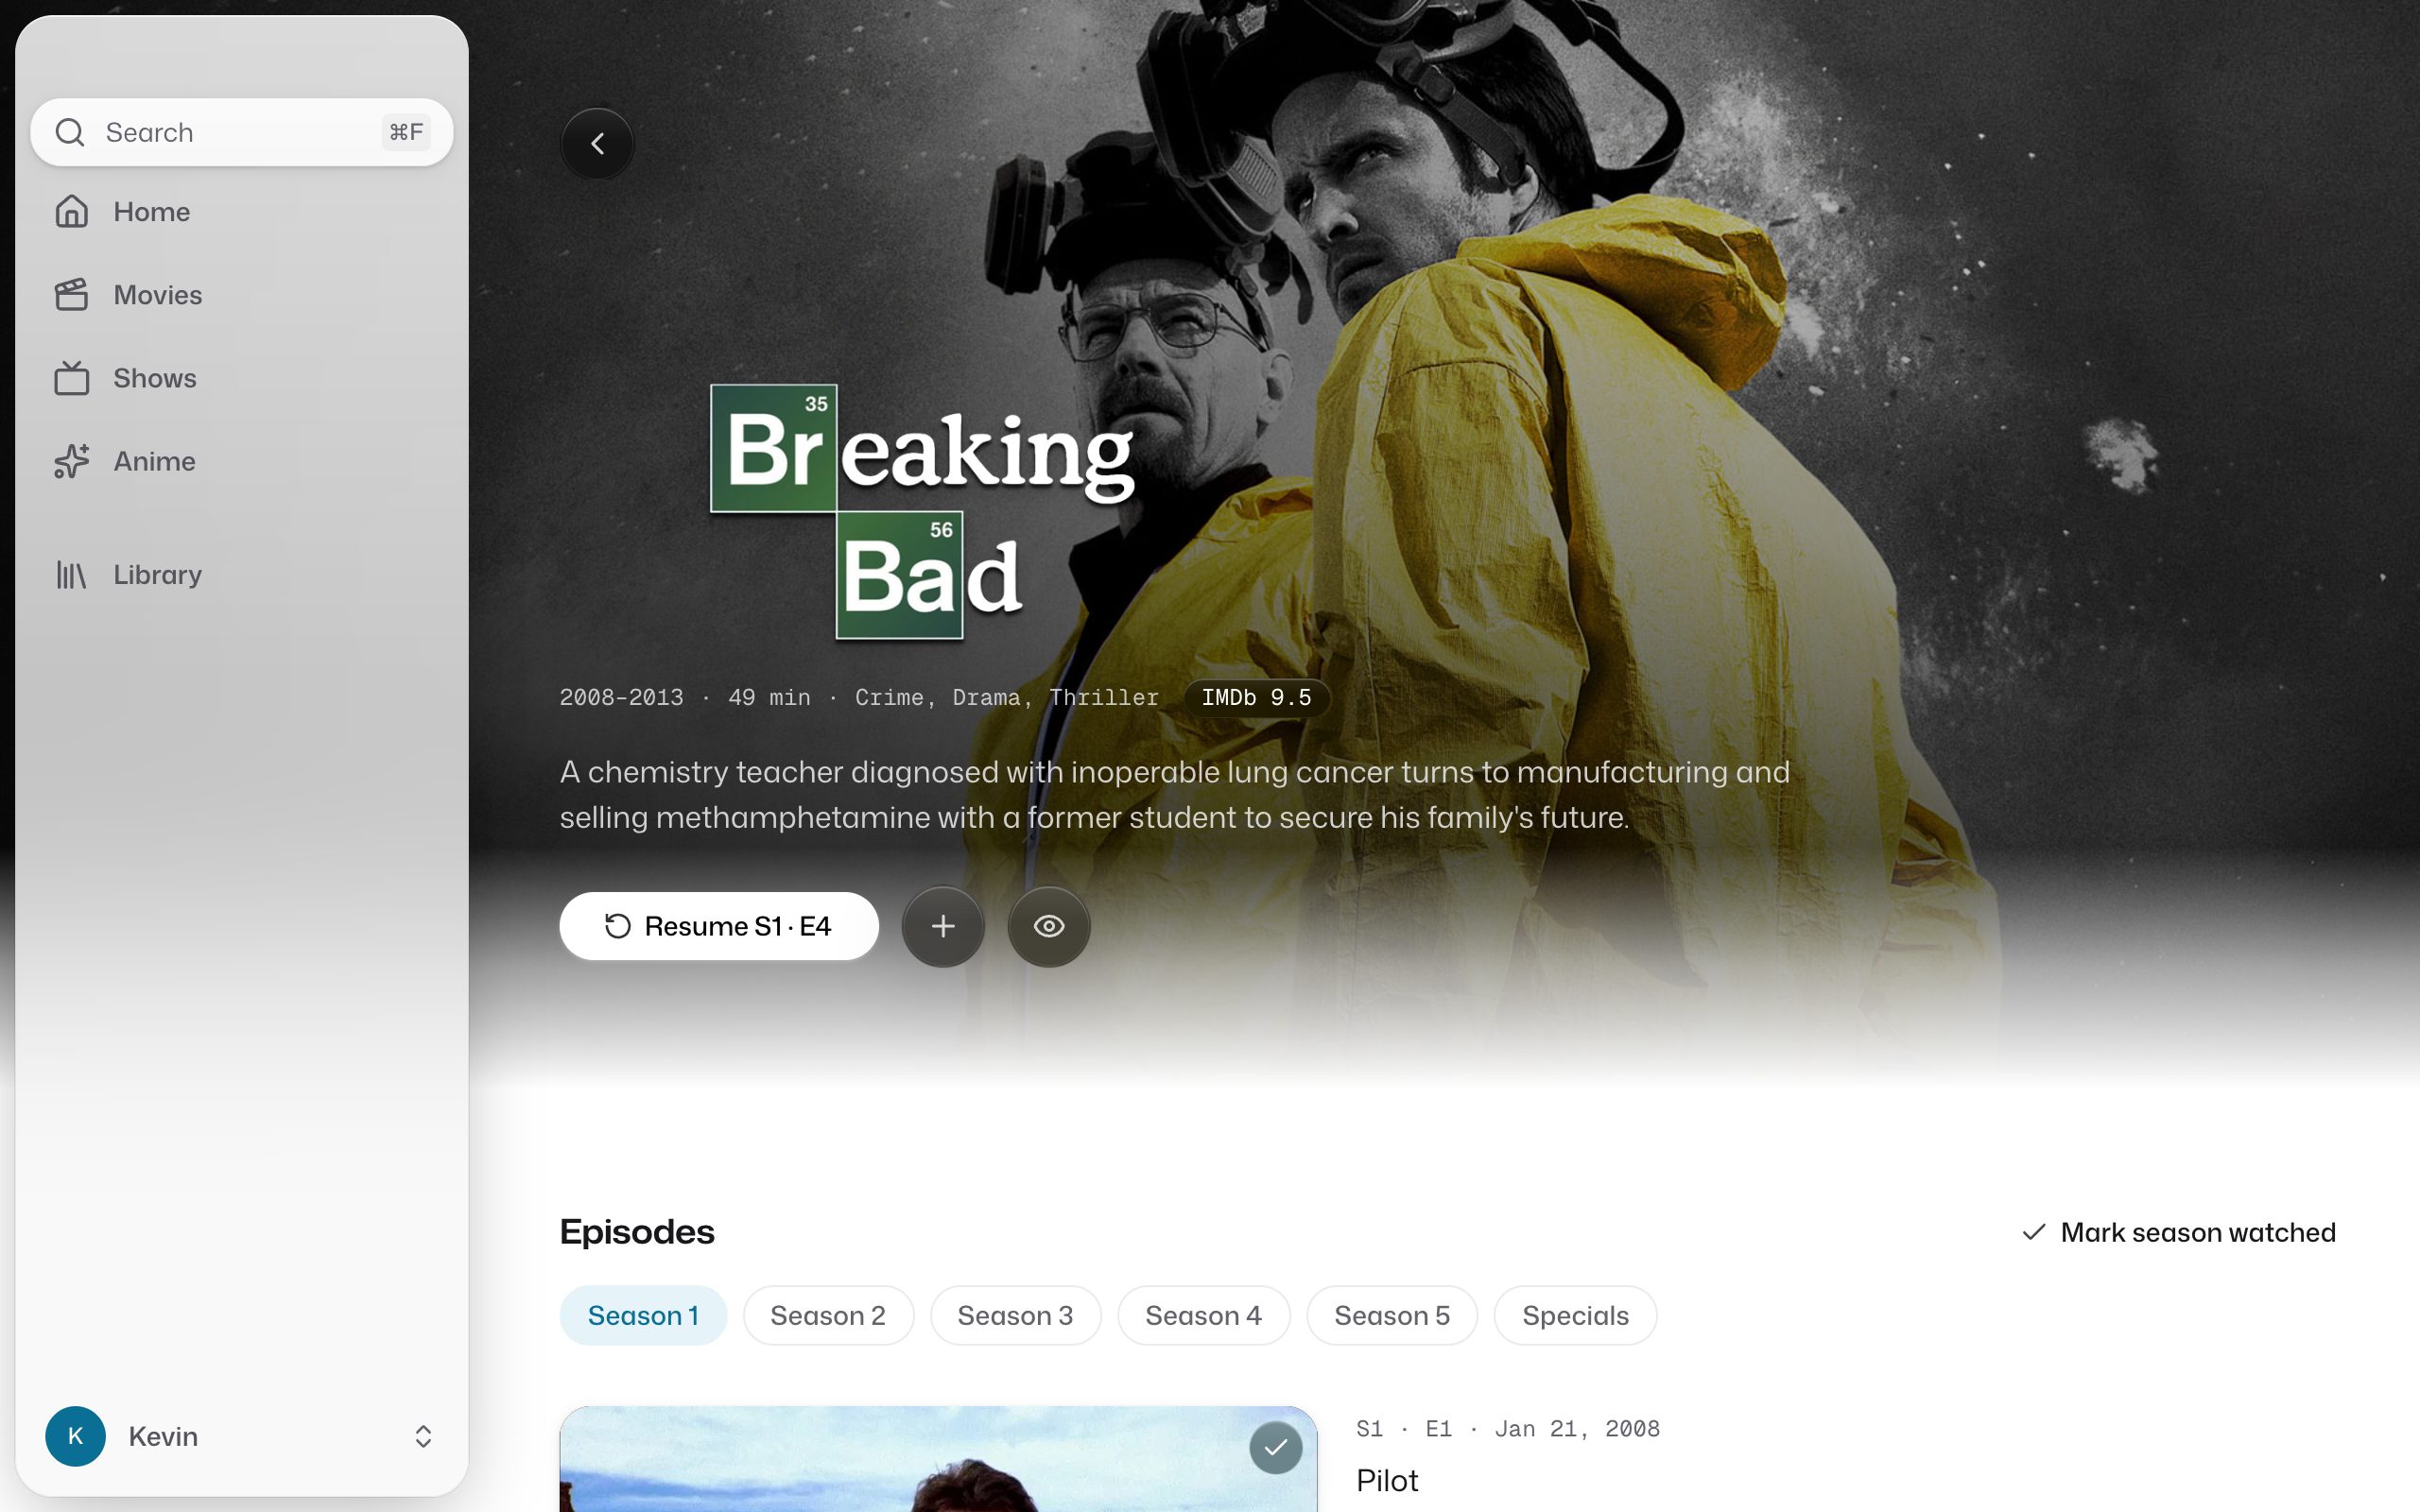 Search ⌘F
Home
Movies
Shows
Anime
Library
35
Breaking
56
Bad
2008–2013 · 49 min · Crime, Drama, Thriller IMDb 9.5
A chemistry teacher diagnosed with inoperable lung cancer turns to manufacturing and
selling methamphetamine with a former student to secure his family's future.
Resume S1 · E4
Episodes
Mark season watched
Season 1 Season 2 Season 3 Season 4 Season 5 Specials
S1 · E1 · Jan 21, 2008
Pilot
K Kevin